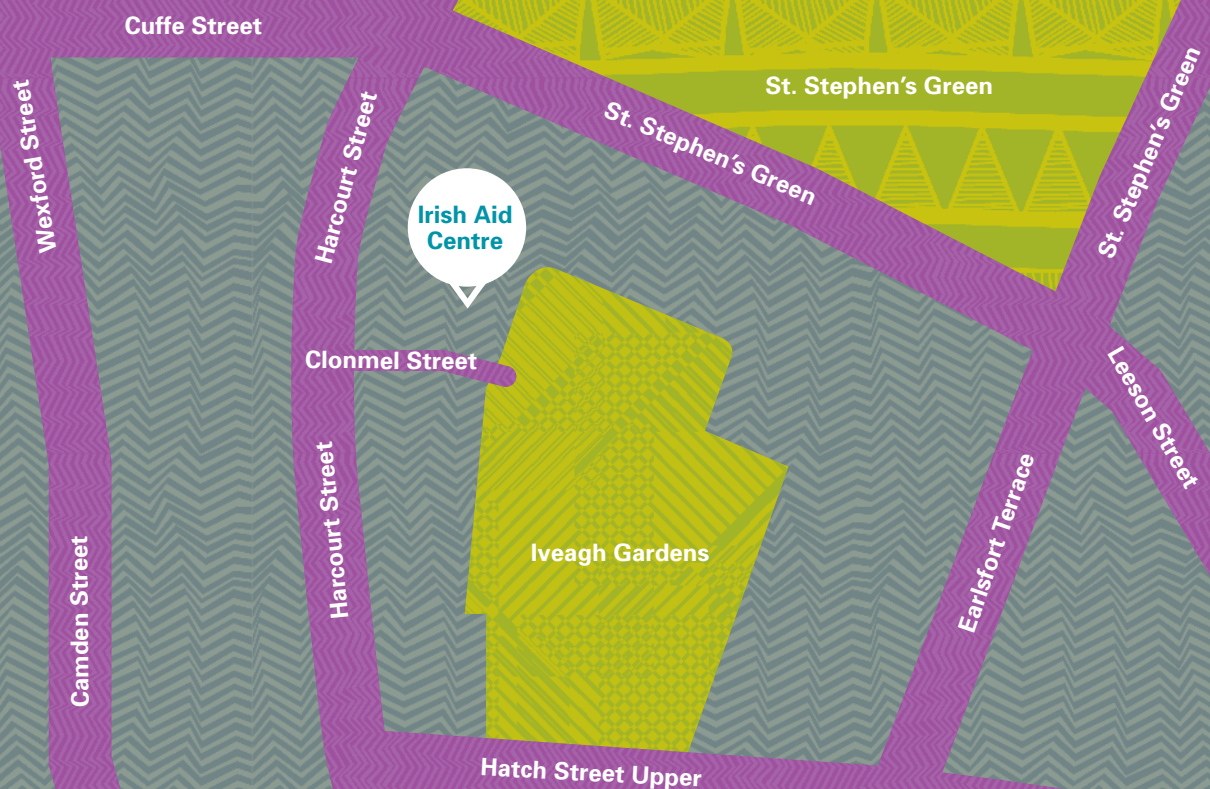 Cuffe Street
St. Stephen's Green
St. Stephen's Green
St. Stephen's Green
Wexford Street
Harcourt Street
Irish Aid
Centre
Clonmel Street
Leeson Street
Harcourt Street
Earlsfort Terrace
Iveagh Gardens
Camden Street
Hatch Street Upper